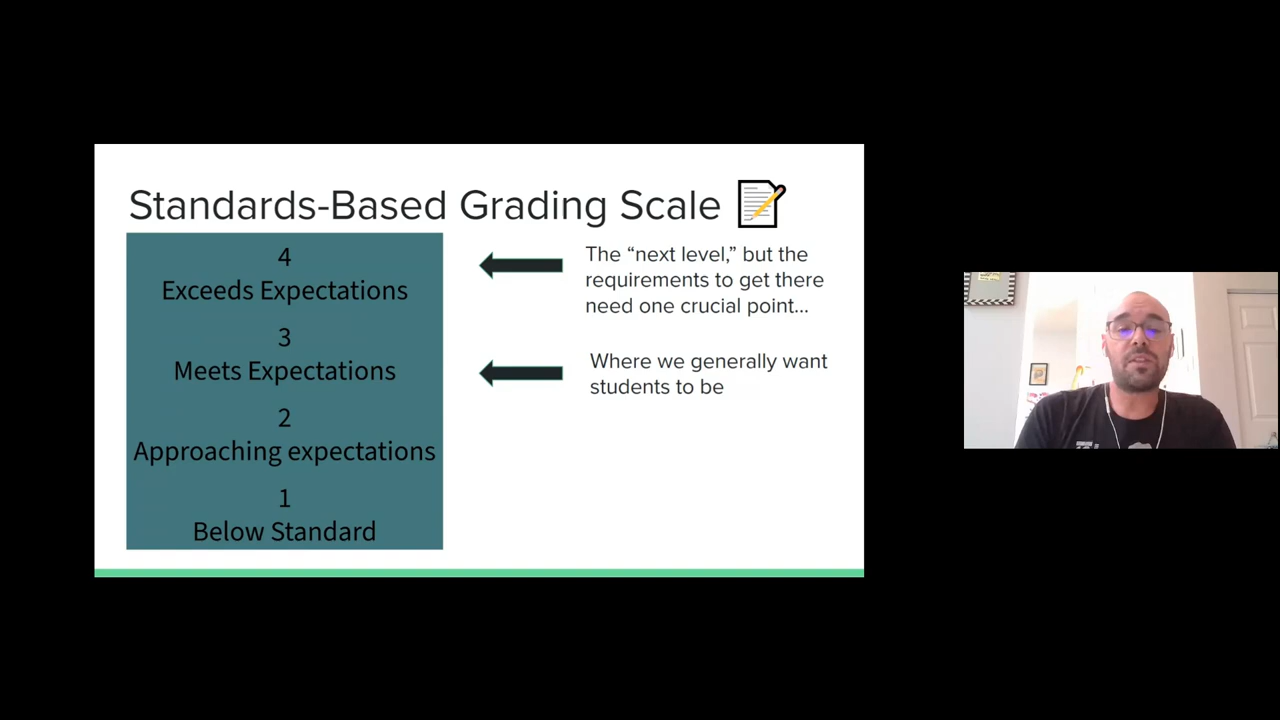 Standards-Based Grading Scale
4
Exceeds Expectations
3
Meets Expectations
2
Approaching expectations
1
Below Standard
The “next level,” but the
requirements to get there
need one crucial point...
Where we generally want
students to be